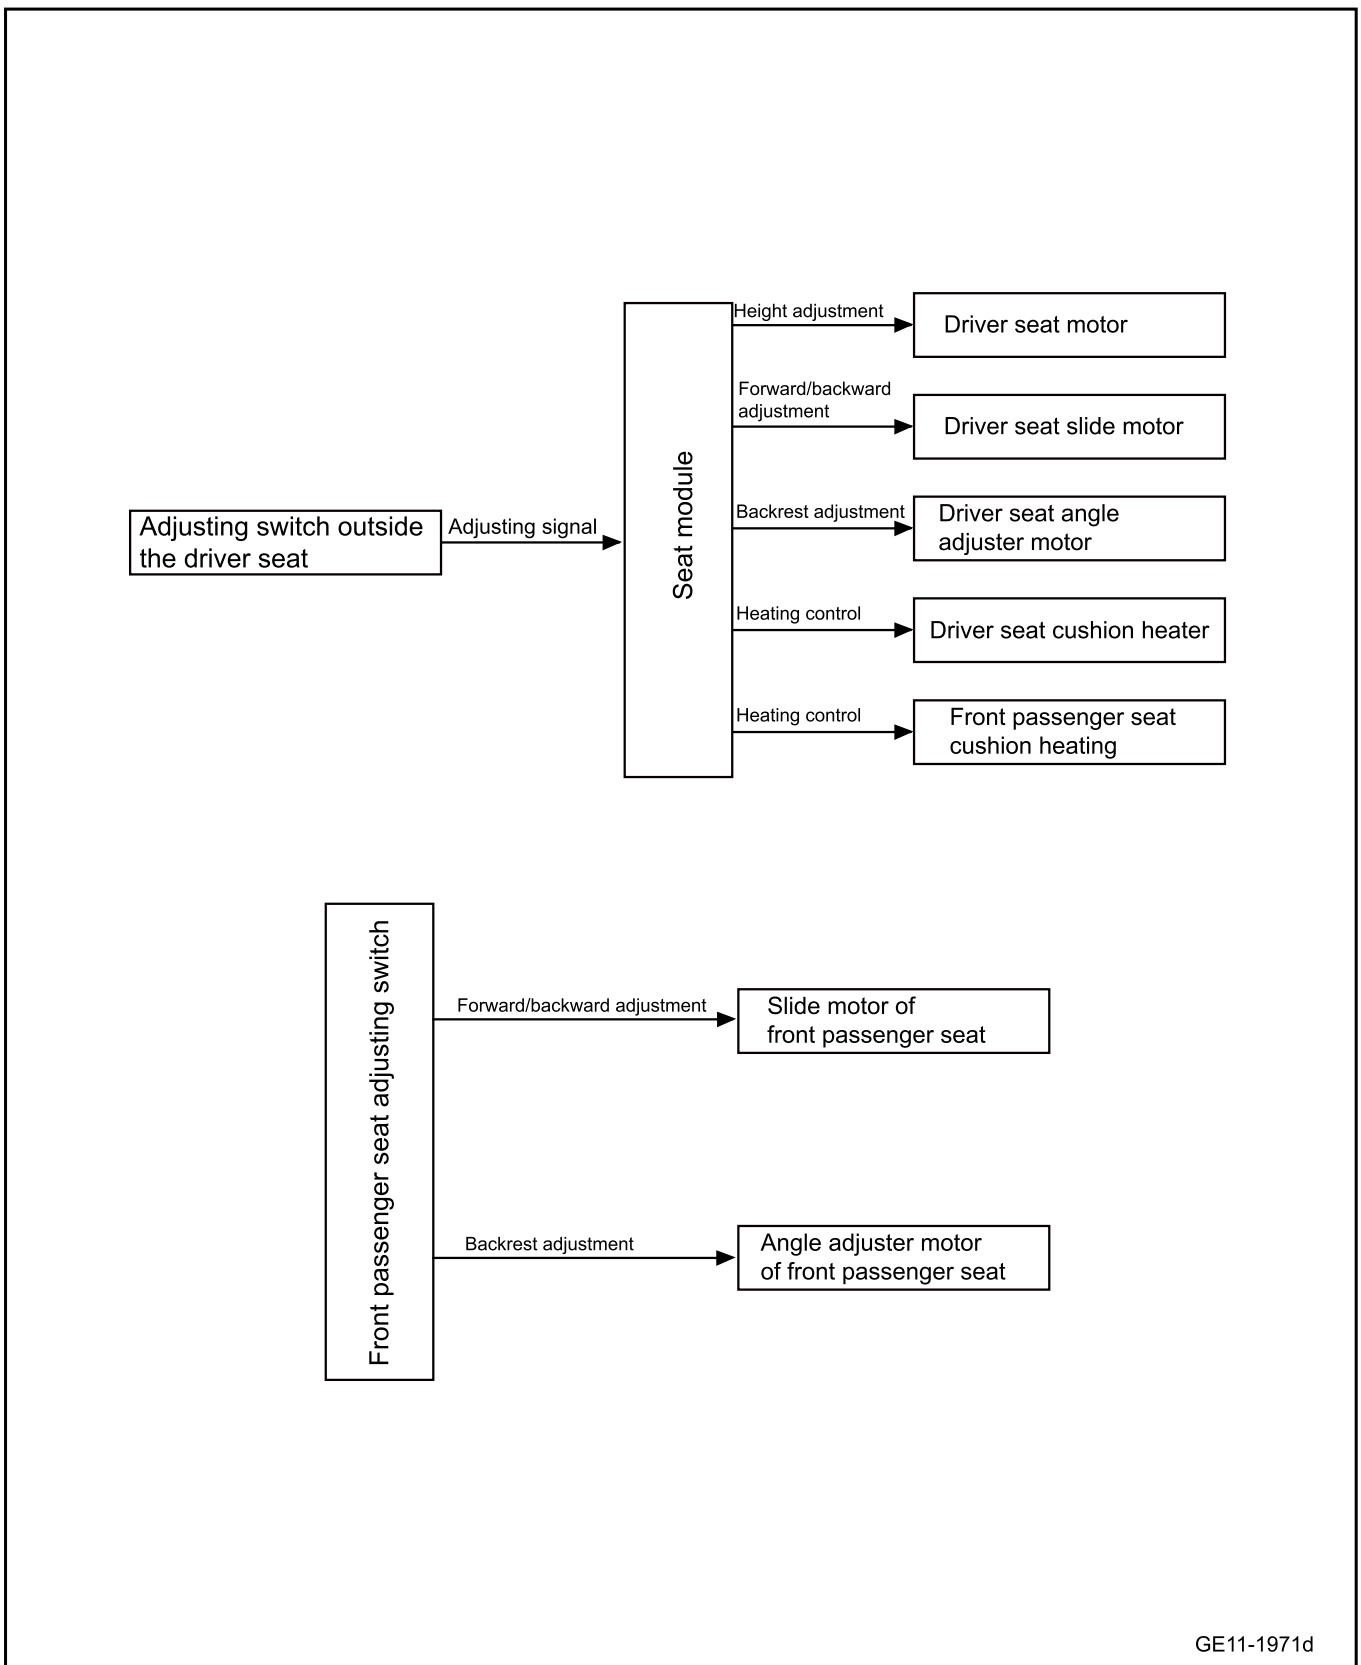 Height adjustment
Driver seat motor
Forward/backward
adjustment
Driver seat slide motor
Adjusting switch outside
the driver seat
Adjusting signal
Seat module
Backrest adjustment
Driver seat angle
adjuster motor
Heating control
Driver seat cushion heater
Heating control
Front passenger seat
cushion heating
Front passenger seat adjusting switch
Forward/backward adjustment
Slide motor of
front passenger seat
Backrest adjustment
Angle adjuster motor
of front passenger seat
GE11-1971d